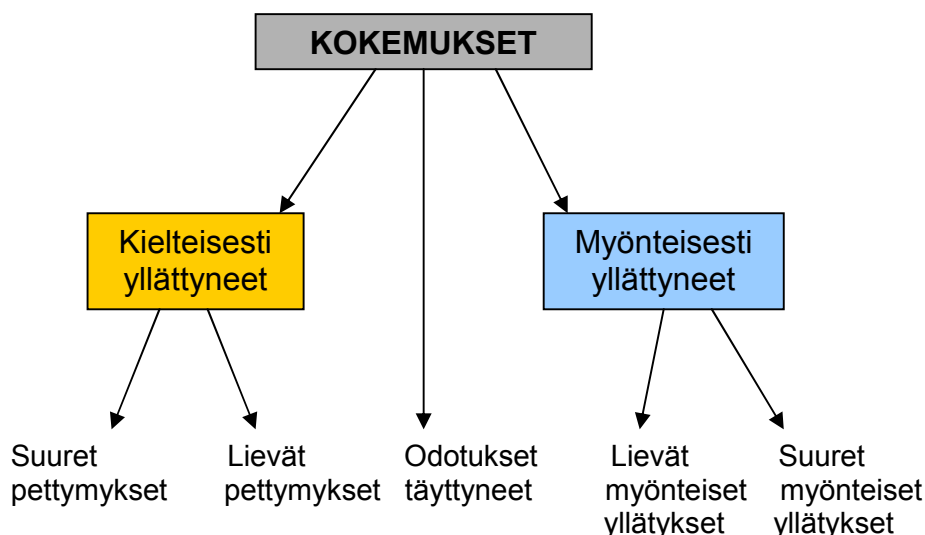 KOKEMUKSET
Kielteisesti
yllättyneet
Myönteisesti
yllättyneet
Suuret
pettymykset
Lievät
pettymykset
Odotukset
täyttyneet
Lievät
myönteiset
yllätykset
Suuret
myönteiset
yllätykset